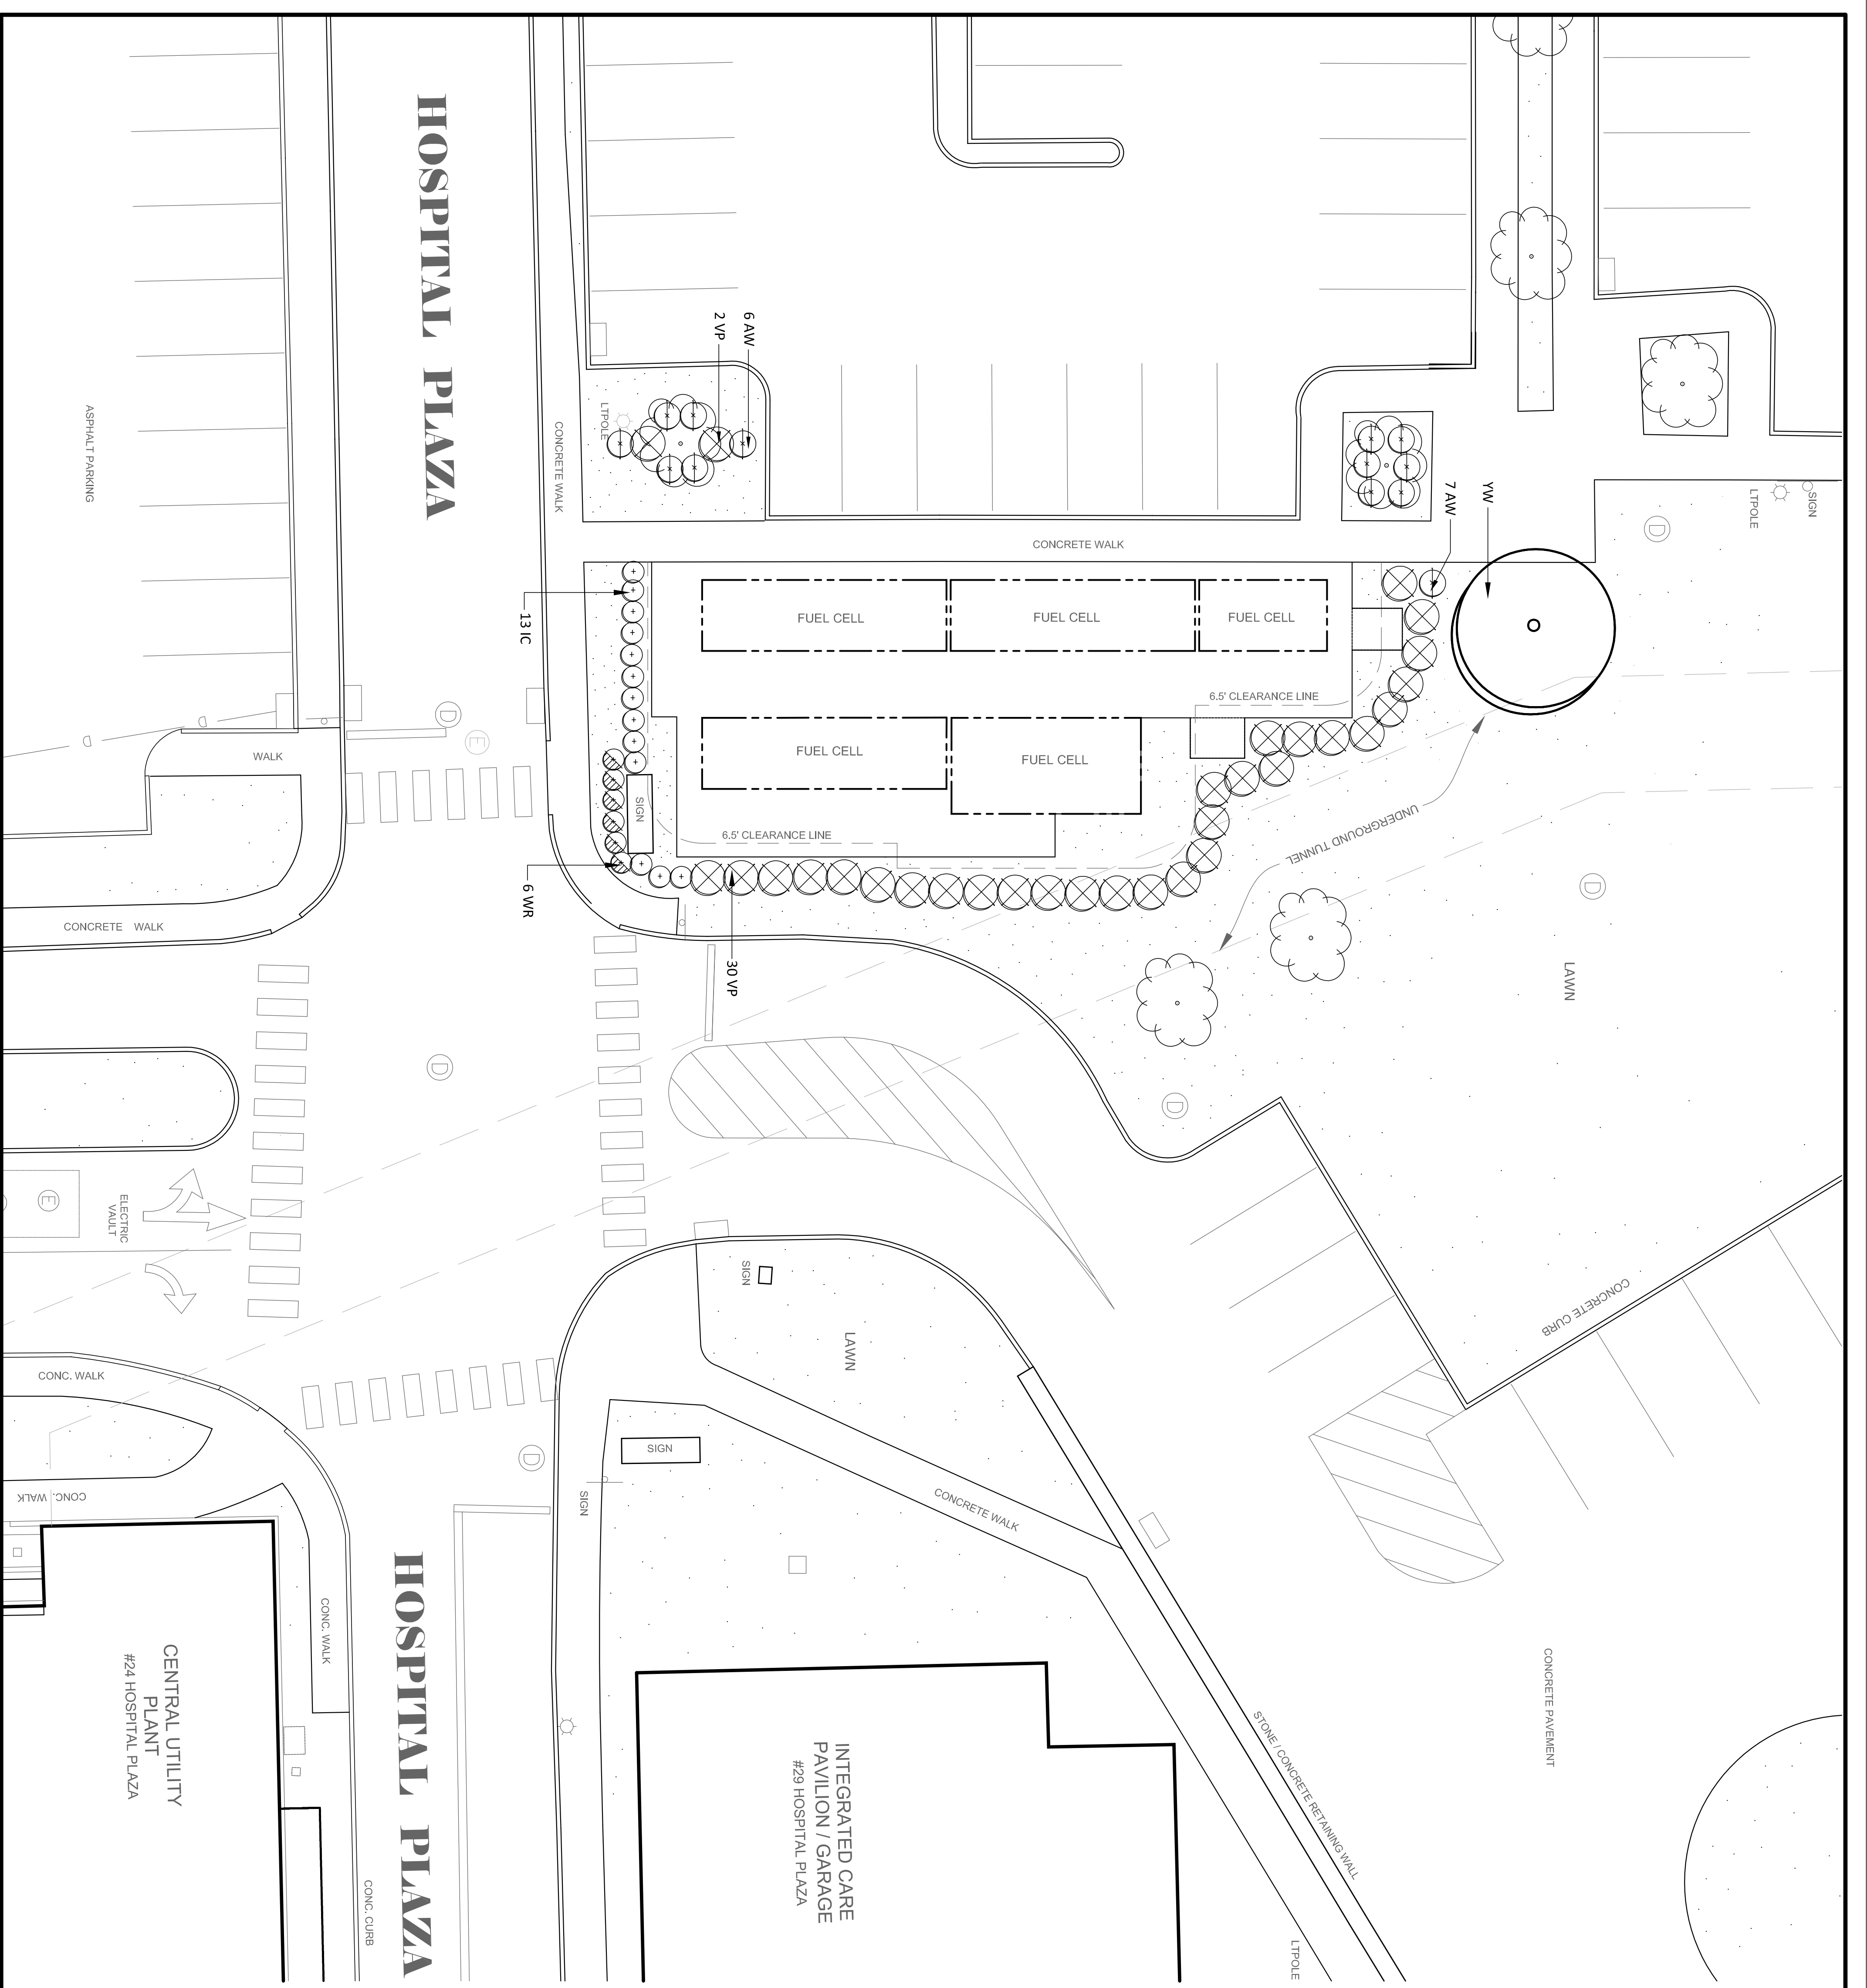 HOSPITAL PLAZA
ASPHALT PARKING
CONCRETE WALK
LTPOLE
6 AW
2 VP
CONCRETE WALK
7 AW
YW
SIGN
LTPOLE
D
13 IC
FUEL CELL
FUEL CELL
FUEL CELL
6.5' CLEARANCE LINE
FUEL CELL
FUEL CELL
6.5' CLEARANCE LINE
SIGN
D
E
D
D
WALK
CONCRETE WALK
6 WR
30 VP
UNDERGROUND TUNNEL
D
LAWN
D
D
E
ELECTRIC
VAULT
CONC. WALK
CONC. WALK
SIGN
LAWN
CONCRETE CURB
D
SIGN
SIGN
CONCRETE WALK
CONC. WALK
HOSPITAL PLAZA
CENTRAL UTILITY
PLANT
#24 HOSPITAL PLAZA
CONC. CURB
INTEGRATED CARE
PAVILION / GARAGE
#29 HOSPITAL PLAZA
STONE / CONCRETE RETAINING WALL
CONCRETE PAVEMENT
LTPOLE